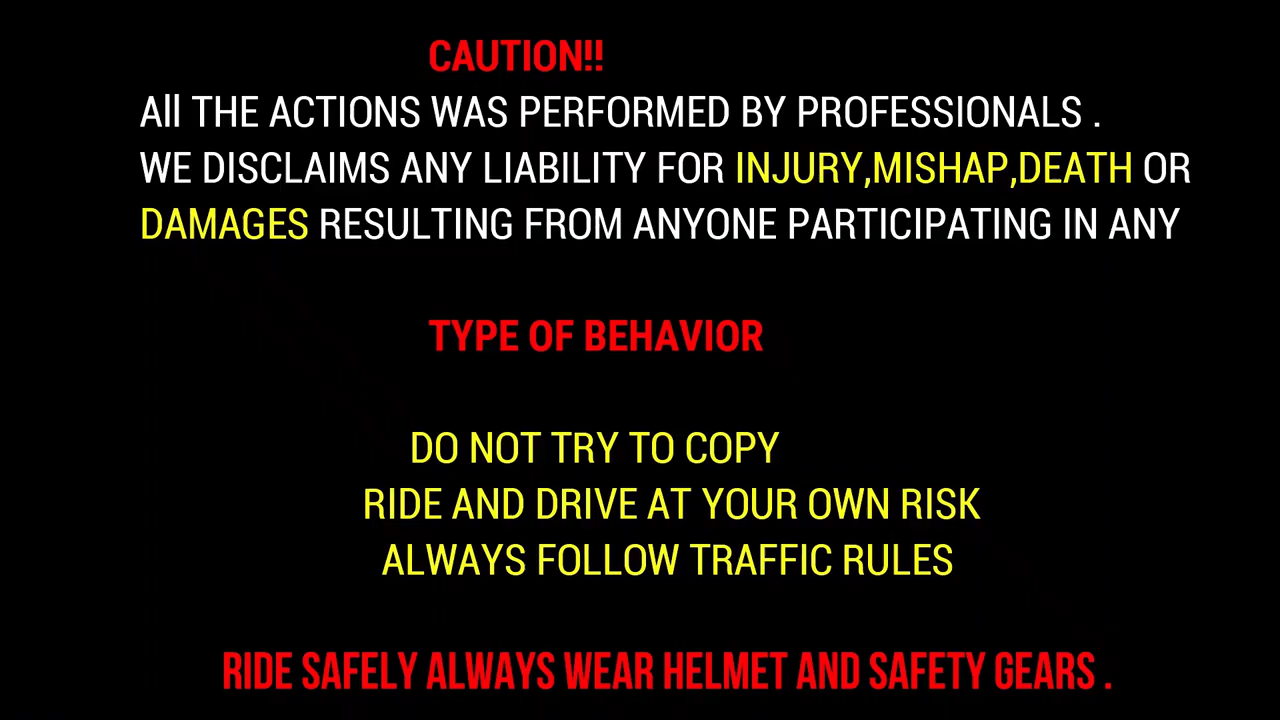 CAUTION!!
All THE ACTIONS WAS PERFORMED BY PROFESSIONALS .
WE DISCLAIMS ANY LIABILITY FOR INJURY,MISHAP,DEATH OR
DAMAGES RESULTING FROM ANYONE PARTICIPATING IN ANY
TYPE OF BEHAVIOR
DO NOT TRY TO COPY
RIDE AND DRIVE AT YOUR OWN RISK
ALWAYS FOLLOW TRAFFIC RULES
RIDE SAFELY ALWAYS WEAR HELMET AND SAFETY GEARS .